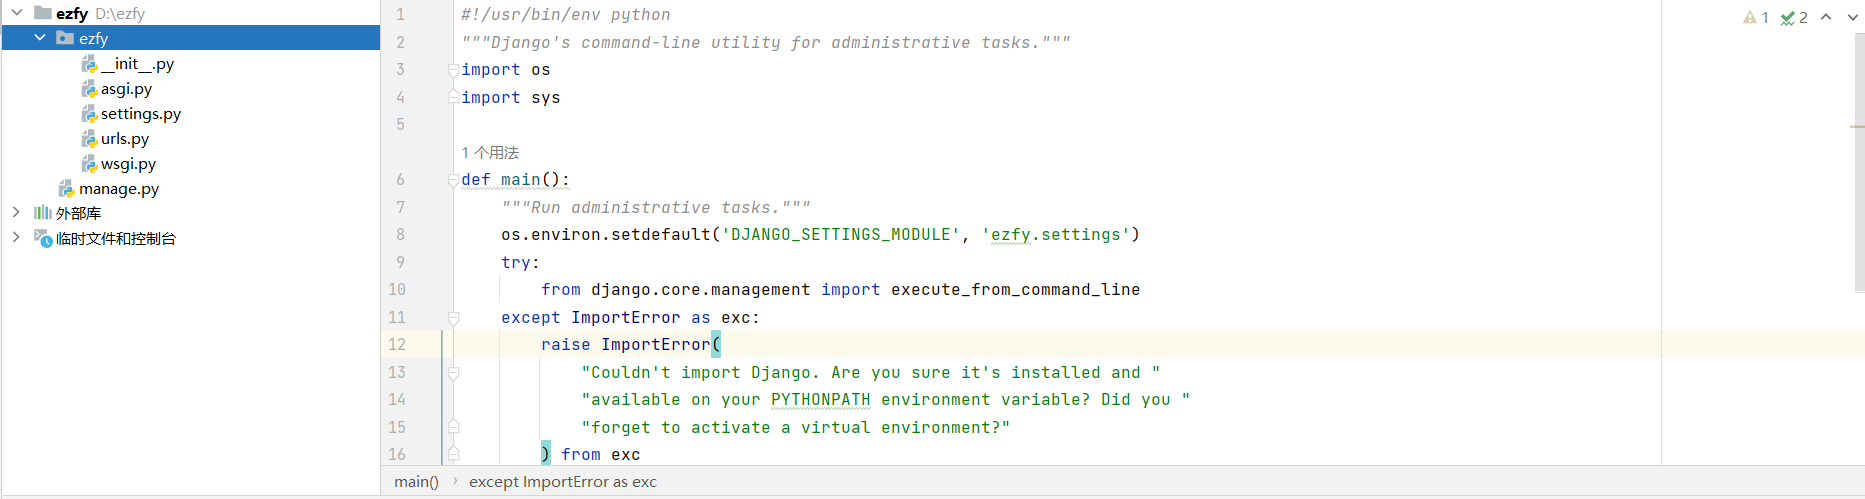 ezfy D:\ezfy
ezfy
__init__.py
asgi.py
settings.py
urls.py
wsgi.py
manage.py
外部库
临时文件和控制台
1 #!/usr/bin/env python
2 """Django's command-line utility for administrative tasks."""
3 import os
4 import sys
5
1 个用法
6 def main():
7 """Run administrative tasks."""
8 os.environ.setdefault('DJANGO_SETTINGS_MODULE', 'ezfy.settings')
9 try:
10 from django.core.management import execute_from_command_line
11 except ImportError as exc:
12 raise ImportError(
13 "Couldn't import Django. Are you sure it's installed and "
14 "available on your PYTHONPATH environment variable? Did you "
15 "forget to activate a virtual environment?"
16 ) from exc
1 2
main() › except ImportError as exc